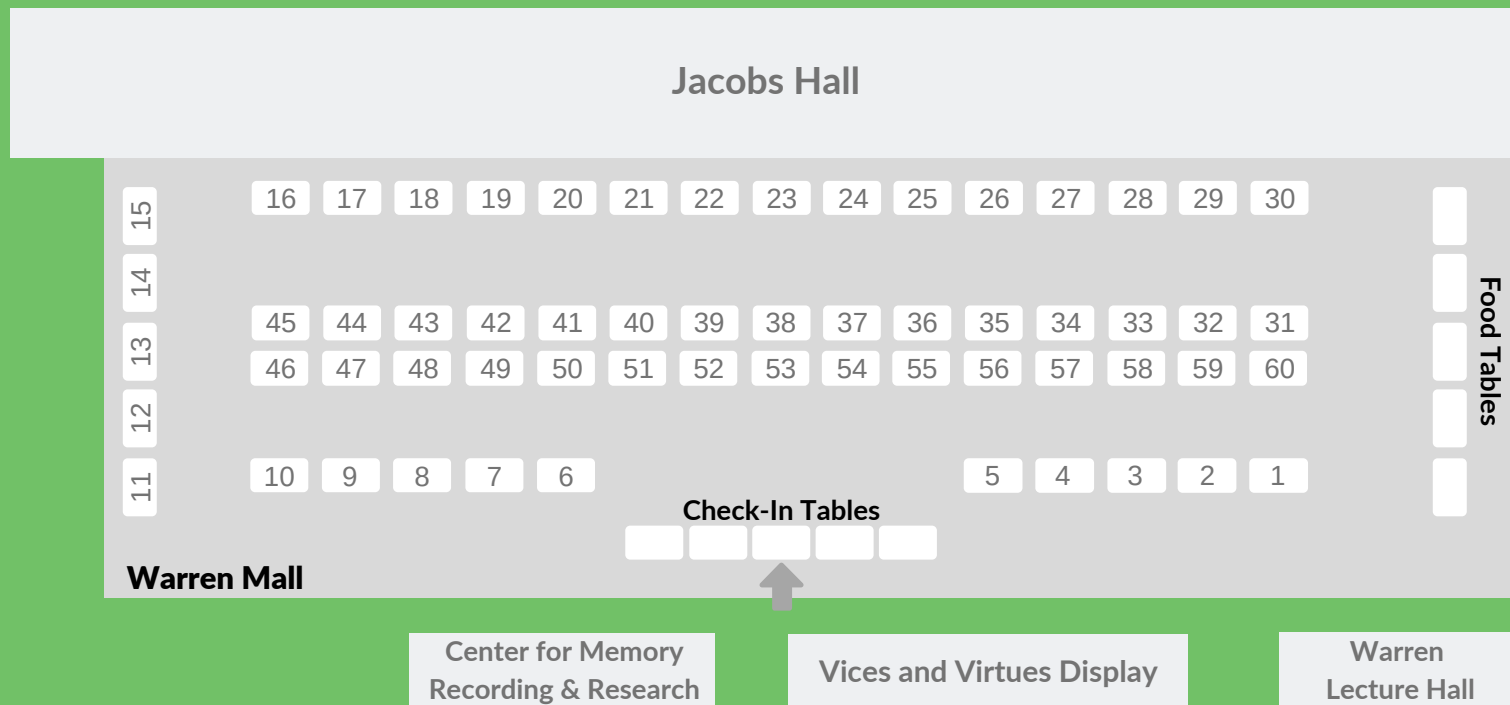 Jacobs Hall
15
16 17 18 19 20 21 22 23 24 25 26 27 28 29 30
14
45 44 43 42 41 40 39 38 37 36 35 34 33 32 31
13
46 47 48 49 50 51 52 53 54 55 56 57 58 59 60
12
11
10 9 8 7 6 5 4 3 2 1
Food Tables
Check-In Tables
Warren Mall
Center for Memory
Recording & Research
Vices and Virtues Display
Warren
Lecture Hall